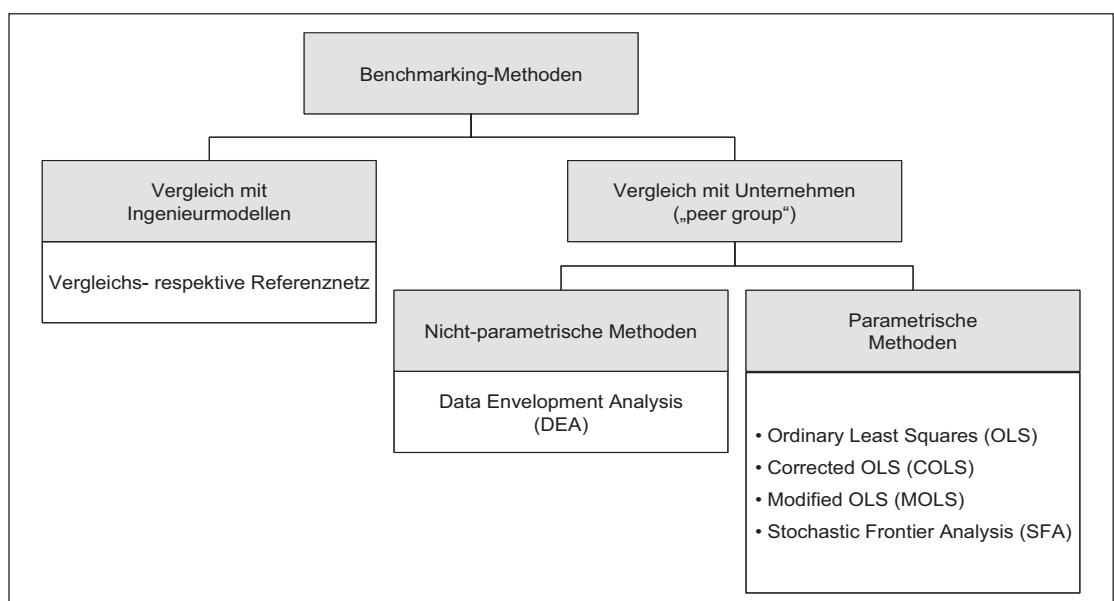 Benchmarking-Methoden
Vergleich mit
Ingenieurmodellen
Vergleichs- respektive Referenznetz
Vergleich mit Unternehmen
(„peer group“)
Nicht-parametrische Methoden
Data Envelopment Analysis
(DEA)
Parametrische
Methoden
• Ordinary Least Squares (OLS)
• Corrected OLS (COLS)
• Modified OLS (MOLS)
• Stochastic Frontier Analysis (SFA)